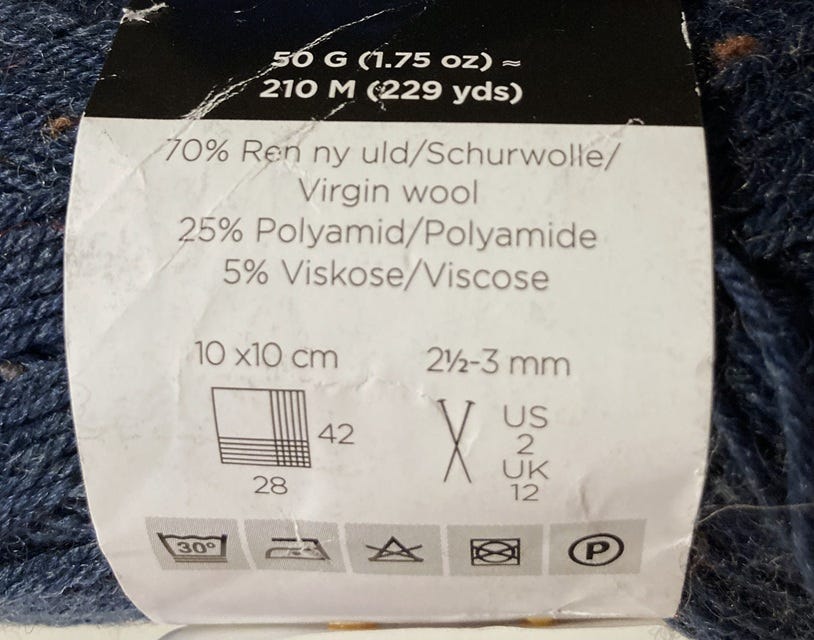 50 G (1.75 oz) ≈
210 M (229 yds)
70% Ren ny uld/Schurwolle/
Virgin wool
25% Polyamid/Polyamide
5% Viskose/Viscose
10 x10 cm
42
28
2½-3 mm
US
2
UK
12
30°
P